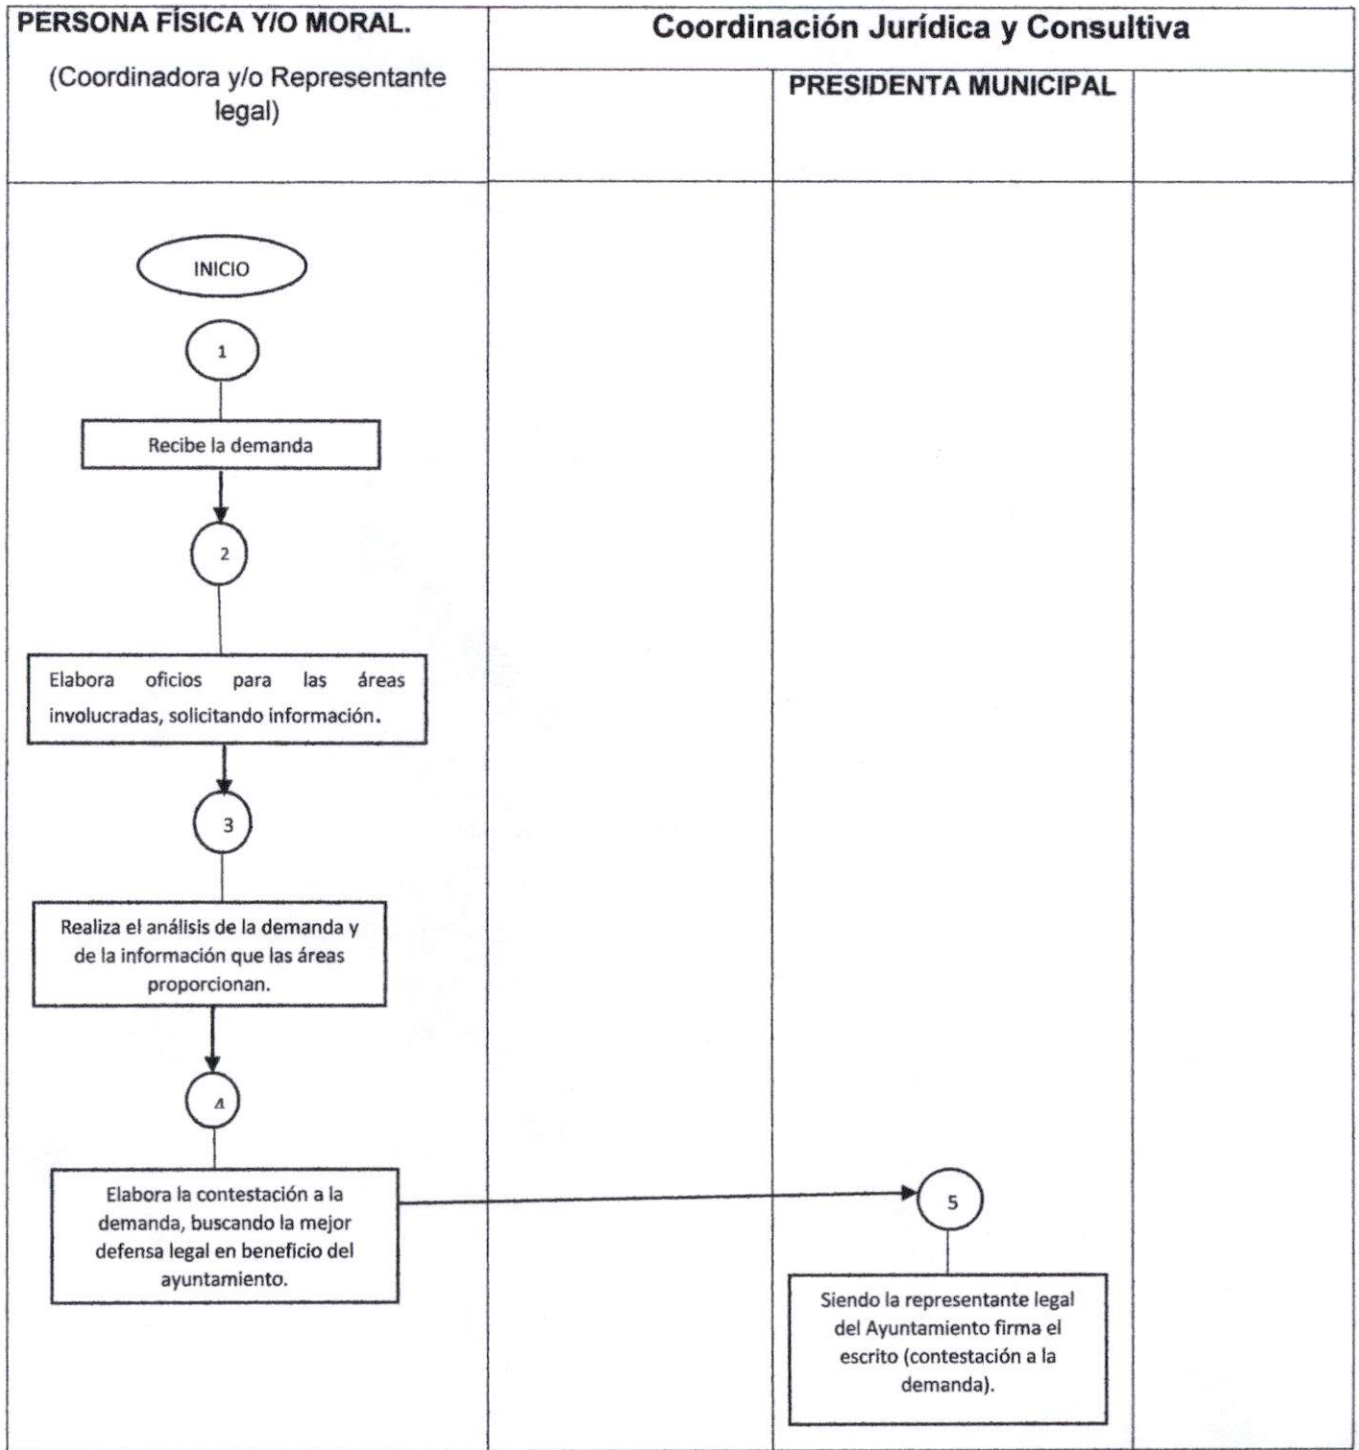 PERSONA FÍSICA Y/O MORAL.
(Coordinadora y/o Representante
legal)
Coordinación Jurídica y Consultiva
PRESIDENTA MUNICIPAL
INICIO
1
Recibe la demanda
2
Elabora oficios para las áreas
involucradas, solicitando información.
3
Realiza el análisis de la demanda y
de la información que las áreas
proporcionan.
4
Elabora la contestación a la
demanda, buscando la mejor
defensa legal en beneficio del
ayuntamiento.
5
Siendo la representante legal
del Ayuntamiento firma el
escrito (contestación a la
demanda).